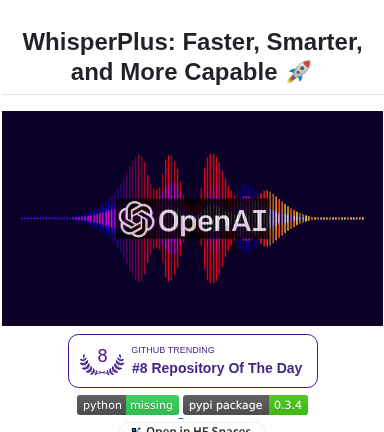 WhisperPlus: Faster, Smarter,
and More Capable 🚀
OpenAI
8
GITHUB TRENDING
#8 Repository Of The Day
python missing pypi package 0.3.4
Open in HF Spaces